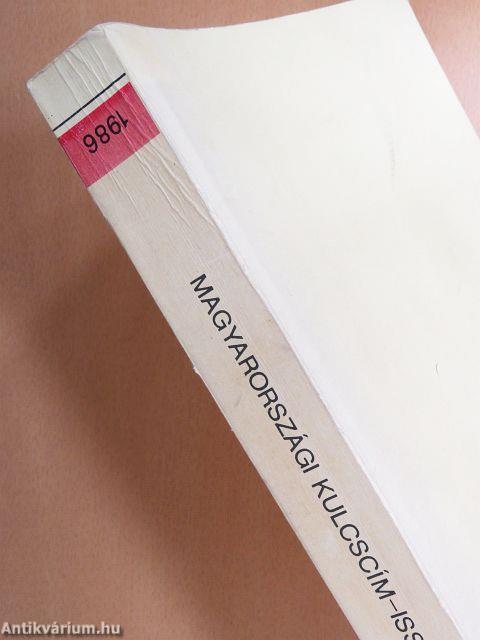 1986
MAGYARORSZÁGI KULCSCÍM-ISS
Antikvárium.hu